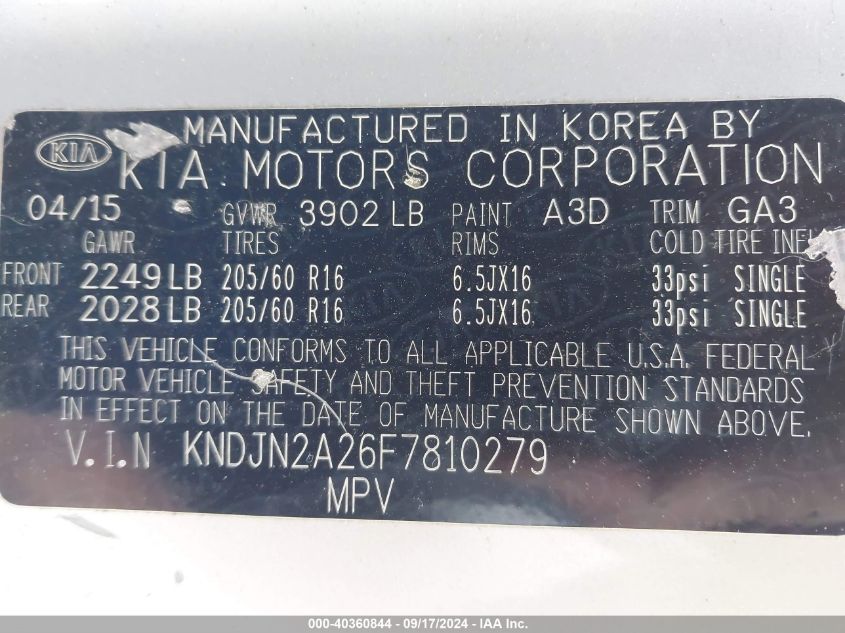 MANUFACTURED IN KOREA BY
KIA KIA MOTORS CORPORATION
04/15 GVWR 3902 LB PAINT A3D TRIM GA3
GAWR TIRES RIMS COLD TIRE
FRONT 2249 LB 205/60 R16 6.5JX16 33psi SINGLE
REAR 2028 LB 205/60 R16 6.5JX16 33psi SINGLE
THIS VEHICLE CONFORMS TO ALL APPLICABLE U.S.A. FEDERAL
MOTOR VEHICLE SAFETY AND THEFT PREVENTION STANDARDS
IN EFFECT ON THE DATE OF MANUFACTURE SHOWN ABOVE.
V.I.N KNDJN2A26F7810279
MPV
000-40360844 - 09/17/2024 - IAA Inc.